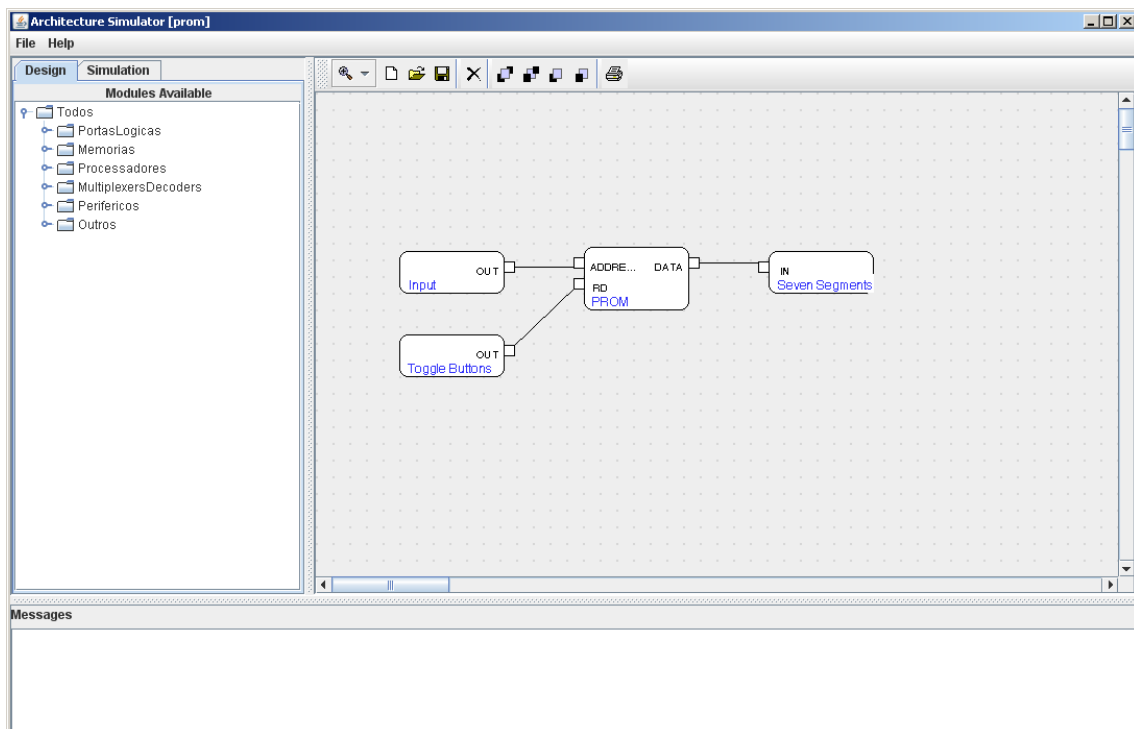 Architecture Simulator [prom]
File Help
Design Simulation
Modules Available
Todos
PortasLogicas
Memorias
Processadores
MultiplexersDecoders
Perifericos
Outros
OUT
Input
ADDRE... DATA
RD
PROM
IN
Seven Segments
OUT
Toggle Buttons
Messages